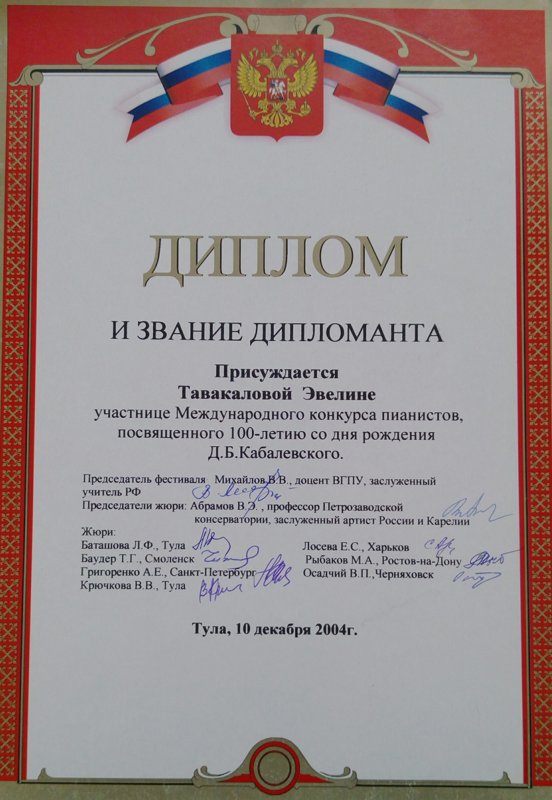 ДИПЛОМ
И ЗВАНИЕ ДИПЛОМАНТА
Присуждается
Тавакаловой Эвелине
участнице Международного конкурса пианистов,
посвященного 100-летию со дня рождения
Д.Б.Кабалевского.
Председатель фестиваля Михайлов В.В., доцент ВГПУ, заслуженный
учитель РФ
Председатели жюри: Абрамов В.Э. , профессор Петрозаводской
консерватории, заслуженный артист России и Карелии
Жюри:
Баташова Л.Ф., Тула Лосева Е.С., Харьков
Баудер Т.Г., Смоленск Рыбаков М.А., Ростов-на-Дону
Григоренко А.Е., Санкт-Петербург Осадчий В.П.,Черняховск
Крючкова В.В., Тула
Тула, 10 декабря 2004г.